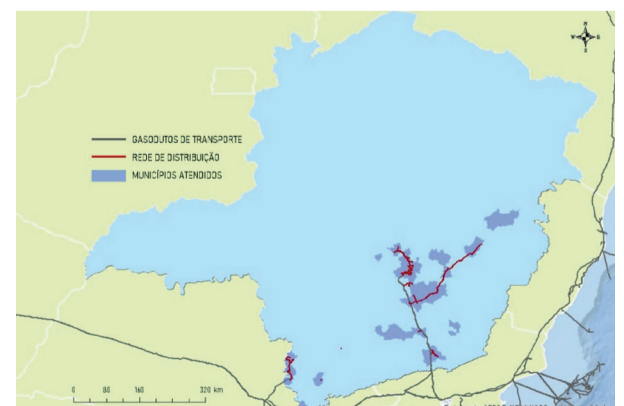 N
W E
S
GASODUTOS DE TRANSPORTE
REDE DE DISTRIBUIÇÃO
MUNICÍPIOS ATENDIDOS
0 80 160 320 km